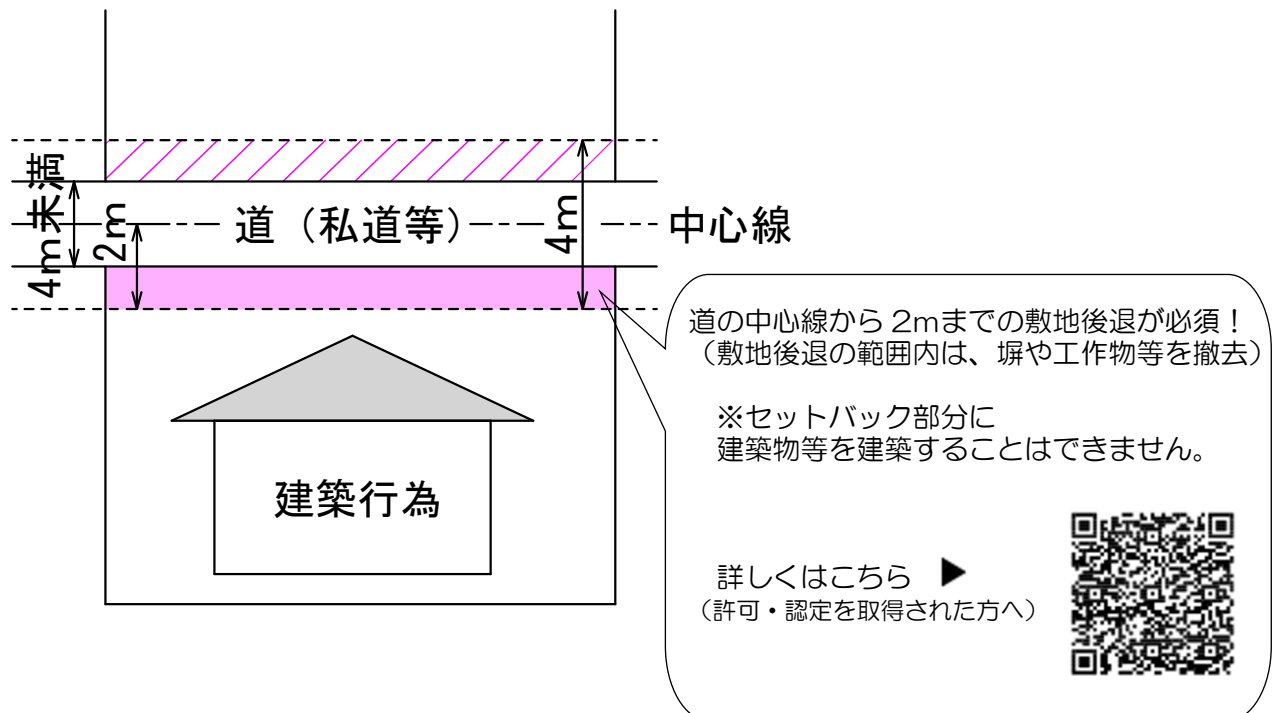 4m未満
2m
道（私道等）
4m
中心線
道の中心線から2mまでの敷地後退が必須！
（敷地後退の範囲内は、塀や工作物等を撤去）
※セットバック部分に
建築物等を建築することはできません。
建築行為
詳しくはこちら ▶
（許可・認定を取得された方へ）